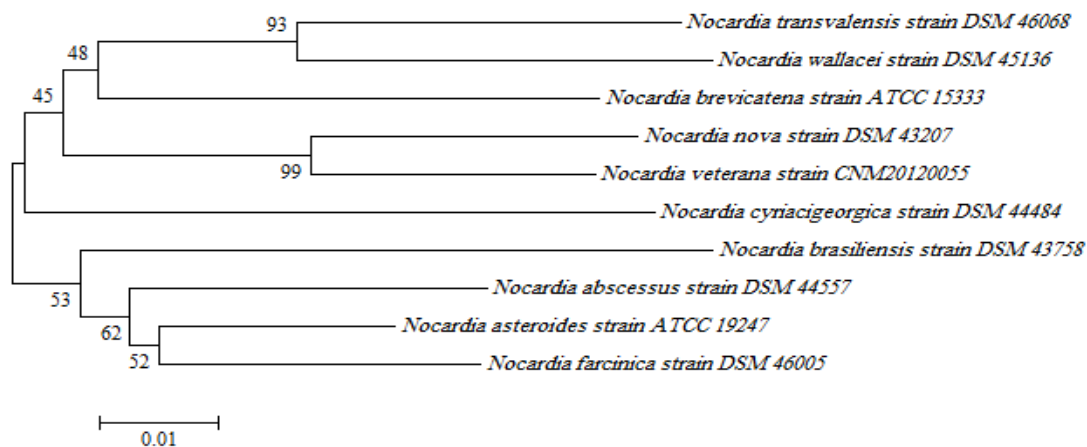 93
Nocardia transvalensis strain DSM 46068
48
Nocardia wallacei strain DSM 45136
45
Nocardia brevicatena strain ATCC 15333
Nocardia nova strain DSM 43207
99
Nocardia veterana strain CNM20120055
Nocardia cyriacigeorgica strain DSM 44484
Nocardia brasiliensis strain DSM 43758
53
Nocardia abscessus strain DSM 44557
62
Nocardia asteroides strain ATCC 19247
52
Nocardia farcinica strain DSM 46005
0.01